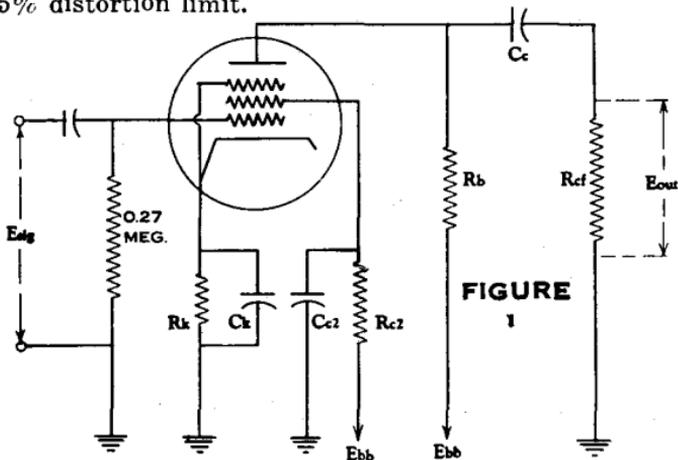 5% distortion limit.
Cc
Esig
0.27
MEG.
Rb
Rcf
Eout
FIGURE
1
Rk
Ck
Cc2
Rc2
Ebb
Ebb